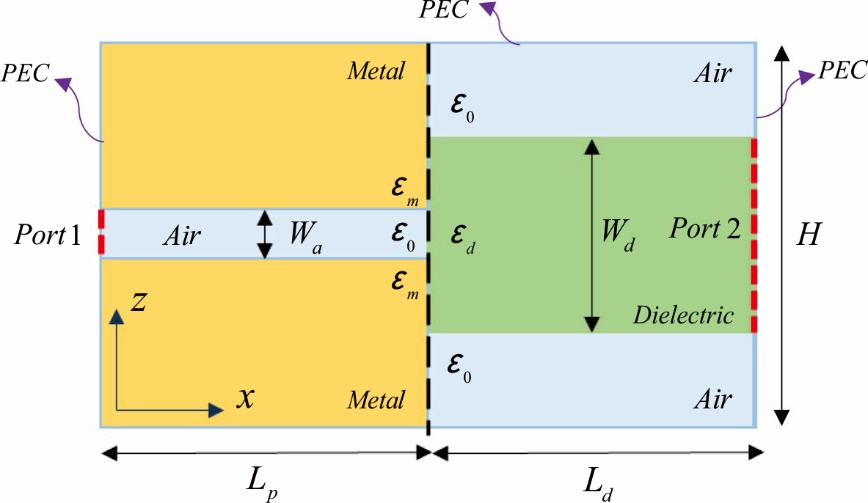 PEC
PEC
Metal
Air
PEC
ε0
εm
Port 1
Air
Wa
ε0
εd
Wd
Port 2
H
εm
z
Dielectric
ε0
x
Metal
Air
Lp
Ld